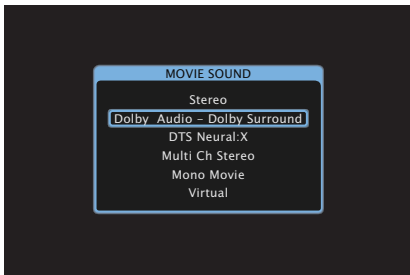 MOVIE SOUND
Stereo
Dolby Audio – Dolby Surround
DTS Neural:X
Multi Ch Stereo
Mono Movie
Virtual